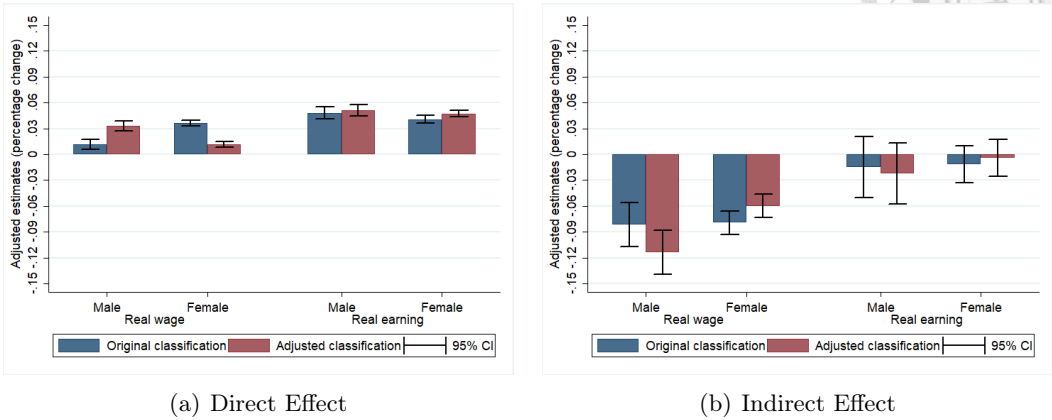 Adjusted estimates (percentage change)
.15
.12
.09
.06
.03
0
-.03
-.06
-.09
-.12
-.15
Male Female Male Female
Real wage Real earning
Original classification Adjusted classification 95% CI
(a) Direct Effect
Adjusted estimates (percentage change)
.15
.12
.09
.06
.03
0
-.03
-.06
-.09
-.12
-.15
Male Female Male Female
Real wage Real earning
Original classification Adjusted classification 95% CI
(b) Indirect Effect